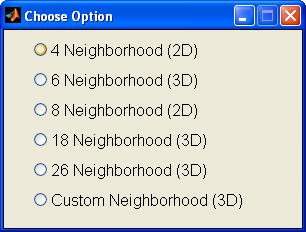 Choose Option
4 Neighborhood (2D)
6 Neighborhood (3D)
8 Neighborhood (2D)
18 Neighborhood (3D)
26 Neighborhood (3D)
Custom Neighborhood (3D)